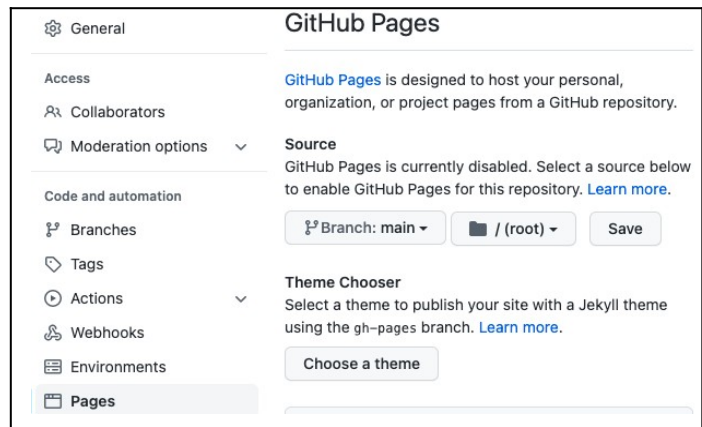 General
Access
Collaborators
Moderation options
Code and automation
Branches
Tags
Actions
Webhooks
Environments
Pages
GitHub Pages
GitHub Pages is designed to host your personal,
organization, or project pages from a GitHub repository.
Source
GitHub Pages is currently disabled. Select a source below
to enable GitHub Pages for this repository. Learn more.
Branch: main / (root) Save
Theme Chooser
Select a theme to publish your site with a Jekyll theme
using the gh-pages branch. Learn more.
Choose a theme